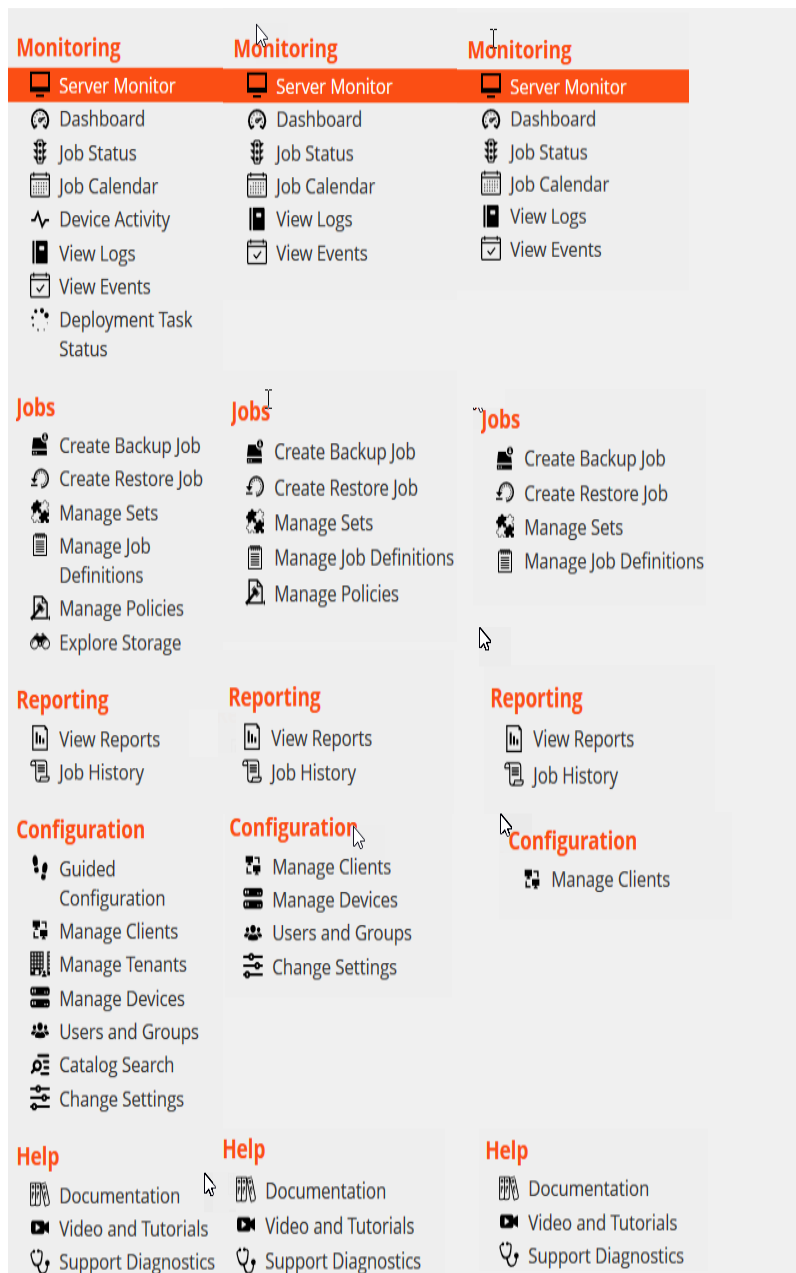 Monitoring
Server Monitor
Dashboard
Job Status
Job Calendar
Device Activity
View Logs
View Events
Deployment Task
Status
Jobs
Create Backup Job
Create Restore Job
Manage Sets
Manage Job
Definitions
Manage Policies
Explore Storage
Reporting
View Reports
Job History
Configuration
Guided
Configuration
Manage Clients
Manage Tenants
Manage Devices
Users and Groups
Catalog Search
Change Settings
Help
Documentation
Video and Tutorials
Support Diagnostics
Monitoring
Server Monitor
Dashboard
Job Status
Job Calendar
View Logs
View Events
Jobs
Create Backup Job
Create Restore Job
Manage Sets
Manage Job Definitions
Manage Policies
Reporting
View Reports
Job History
Configuration
Manage Clients
Manage Devices
Users and Groups
Change Settings
Help
Documentation
Video and Tutorials
Support Diagnostics
Monitoring
Server Monitor
Dashboard
Job Status
Job Calendar
View Logs
View Events
Jobs
Create Backup Job
Create Restore Job
Manage Sets
Manage Job Definitions
Reporting
View Reports
Job History
Configuration
Manage Clients
Help
Documentation
Video and Tutorials
Support Diagnostics